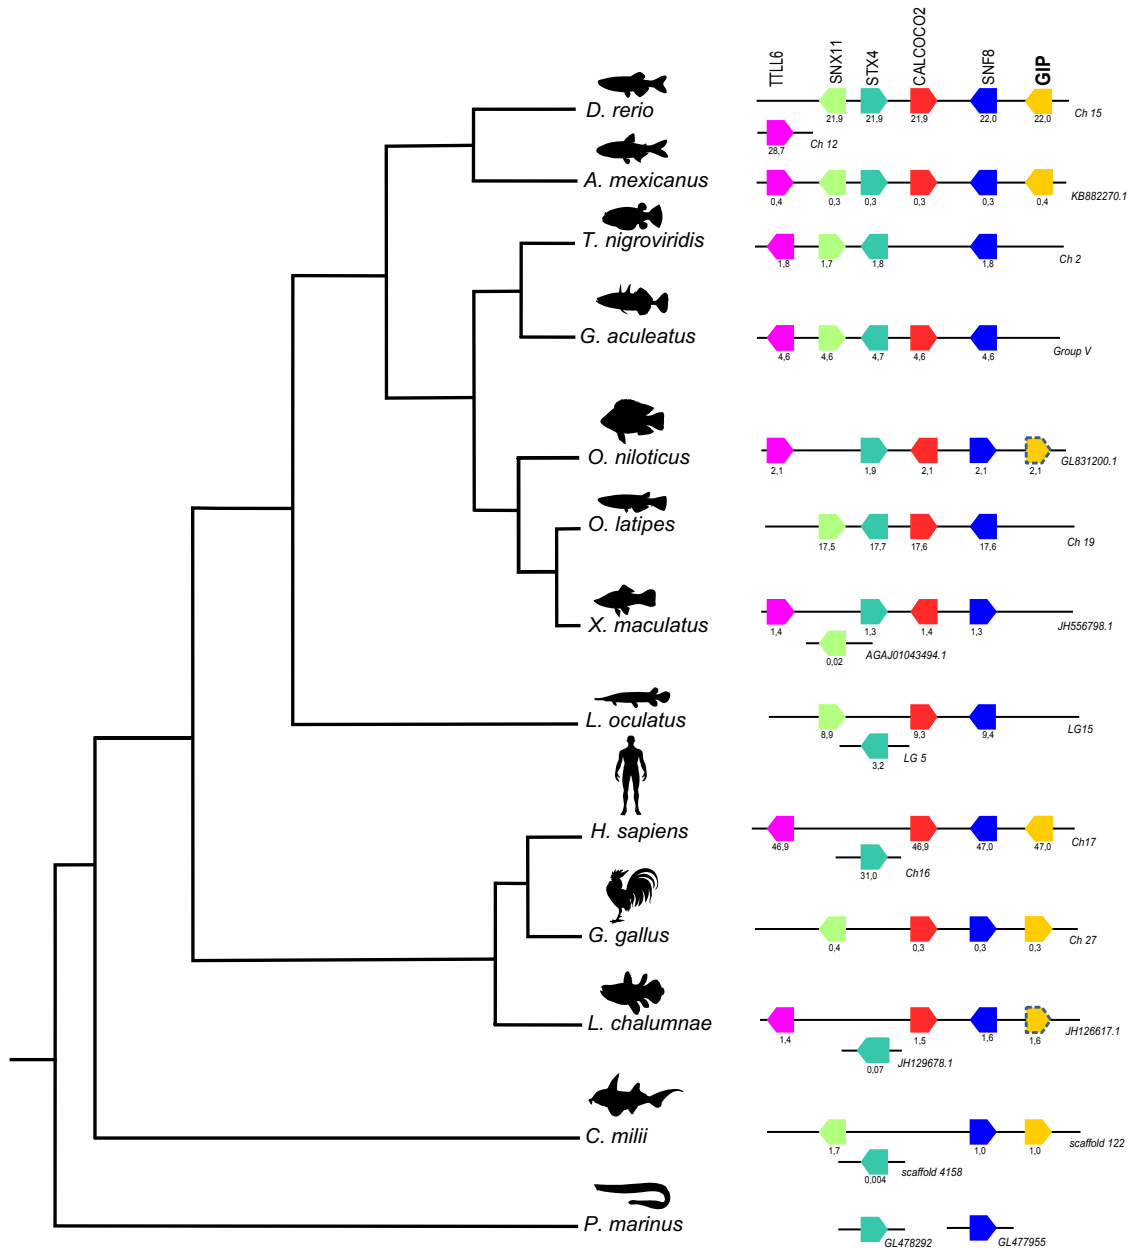 TTLL6 SNX11 STX4 CALCOCO2 SNF8 GIP
D. rerio
21,9 21,9 21,9 22,0 22,0 Ch 15
28,7 Ch 12
A. mexicanus
0,4 0,3 0,3 0,3 0,3 0,4 KB882270.1
T. nigroviridis
1,8 1,7 1,8 1,8 Ch 2
G. aculeatus
4,6 4,6 4,7 4,6 4,6 Group V
O. niloticus
2,1 1,9 2,1 2,1 2,1 GL831200.1
O. latipes
17,5 17,7 17,6 17,6 Ch 19
X. maculatus
1,4 1,3 1,4 1,3 JH556798.1
0,02 AGAJ01043494.1
L. oculatus
8,9 9,3 9,4 LG15
3,2 LG 5
H. sapiens
46,9 46,9 47,0 47,0 Ch17
31,0 Ch16
G. gallus
0,4 0,3 0,3 0,3 Ch 27
L. chalumnae
1,4 1,5 1,6 1,6 JH126617.1
0,07 JH129678.1
C. milii
1,7 1,0 1,0 scaffold 122
0,004 scaffold 4158
P. marinus
GL478292 GL477955